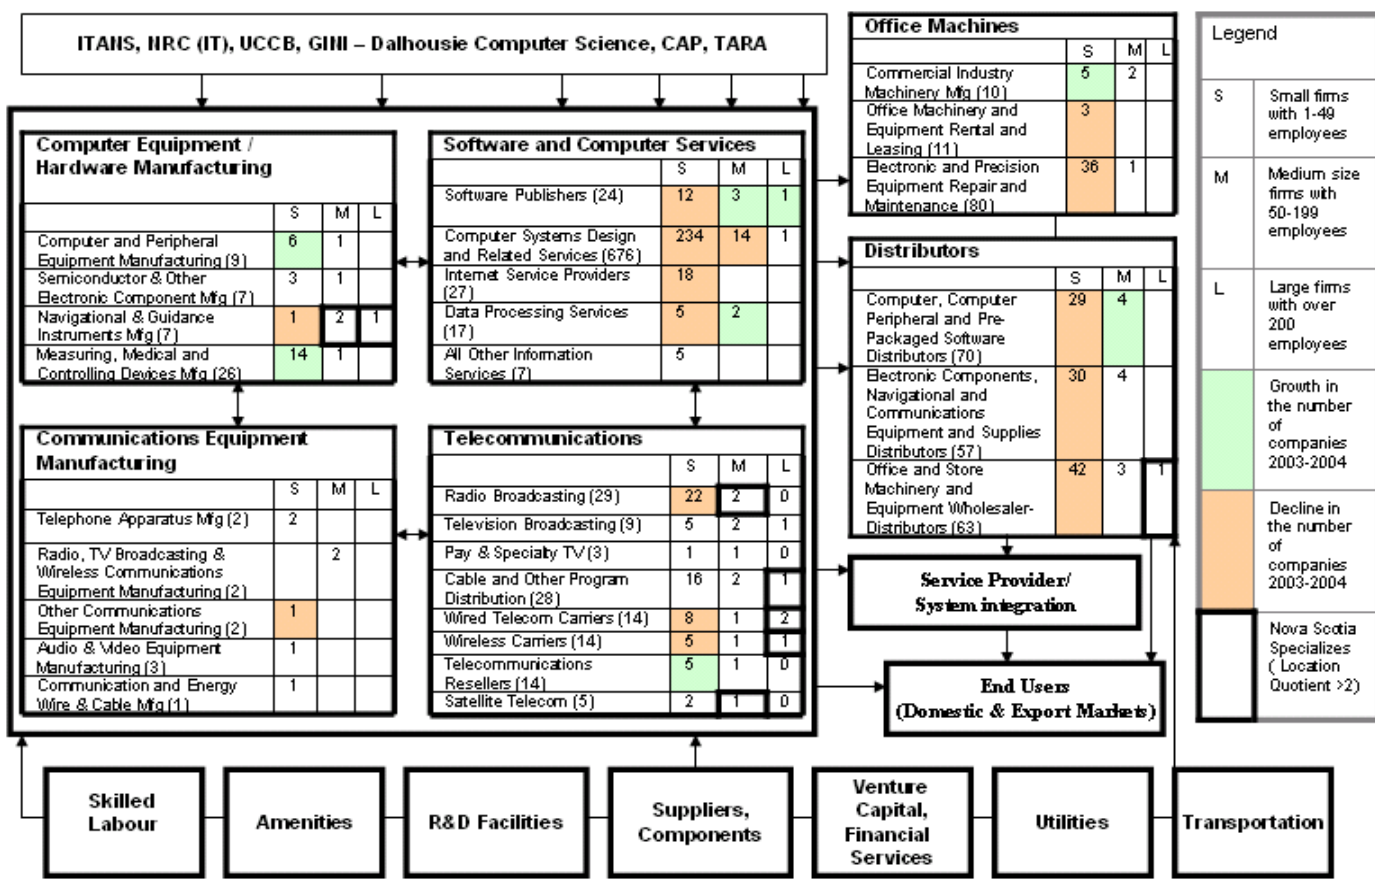 ITANS, NRC (IT), UCCB, GINI – Dalhousie Computer Science, CAP, TARA
Computer Equipment /
Hardware Manufacturing
S M L
Computer and Peripheral 6 1
Equipment Manufacturing (9)
Semiconductor & Other 3 1
Electronic Component Mfg (7)
Navigational & Guidance 1 2 1
Instruments Mfg (7)
Measuring, Medical and 14 1
Controlling Devices Mfg (26)
Software and Computer Services
S M L
Software Publishers (24) 12 3 1
Computer Systems Design 234 14 1
and Related Services (676)
Internet Service Providers 18
(27)
Data Processing Services 5 2
(17)
All Other Information 5
Services (7)
Communications Equipment
Manufacturing
S M L
Telephone Apparatus Mfg (2) 2
Radio, TV Broadcasting & 2
Wireless Communications
Equipment Manufacturing (2)
Other Communications 1
Equipment Manufacturing (2)
Audio & Video Equipment 1
Manufacturing (3)
Communication and Energy 1
Wire & Cable Mfg (1)
Telecommunications
S M L
Radio Broadcasting (29) 22 2 0
Television Broadcasting (9) 5 2 1
Pay & Specialty TV (3) 1 1 0
Cable and Other Program 16 2 1
Distribution (28)
Wired Telecom Carriers (14) 8 1 2
Wireless Carriers (14) 5 1 1
Telecommunications 5 1 0
Resellers (14)
Satellite Telecom (5) 2 1 0
Office Machines
S M L
Commercial Industry 5 2
Machinery Mfg (10)
Office Machinery and 3
Equipment Rental and
Leasing (11)
Electronic and Precision 36 1
Equipment Repair and
Maintenance (80)
Distributors
S M L
Computer, Computer 29 4
Peripheral and Pre-
Packaged Software
Distributors (70)
Electronic Components, 30 4
Navigational and
Communications
Equipment and Supplies
Distributors (57)
Office and Store 42 3 1
Machinery and
Equipment Wholesaler-
Distributors (63)
Service Provider/
System integration
End Users
(Domestic & Export Markets)
Legend
S Small firms
with 1-49
employees
M Medium size
firms with
50-199
employees
L Large firms
with over
200
employees
Growth in
the number
of
companies
2003-2004
Decline in
the number
of
companies
2003-2004
Nova Scotia
Specializes
( Location
Quotient >2)
Skilled
Labour
Amenities
R&D Facilities
Suppliers,
Components
Venture
Capital,
Financial
Services
Utilities
Transportation